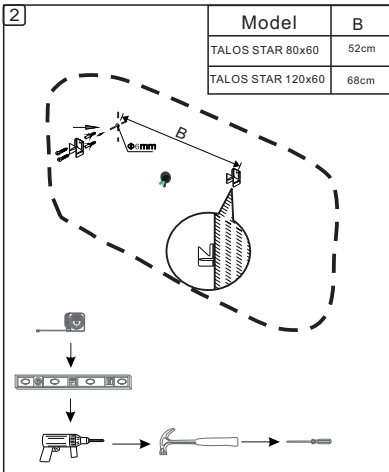 2
Model B
TALOS STAR 80x60 52cm
TALOS STAR 120x60 68cm
B
Φ6mm